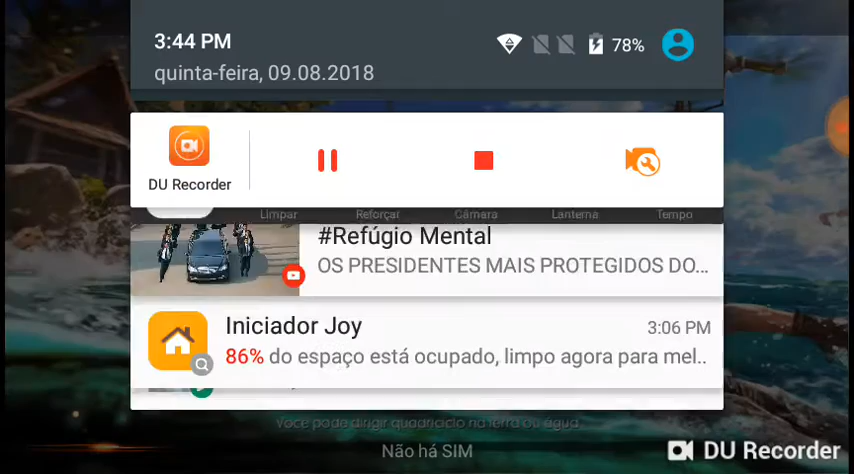 3:44 PM
78%
quinta-feira, 09.08.2018
DU Recorder
Limpar
Reforçar
Câmara
Lanterna
Tempo
#Refúgio Mental
OS PRESIDENTES MAIS PROTEGIDOS DO...
Iniciador Joy
3:06 PM
86% do espaço está ocupado, limpo agora para mel..
Você pode dirigir quadriciclo na terra ou água
Não há SIM
DU Recorder